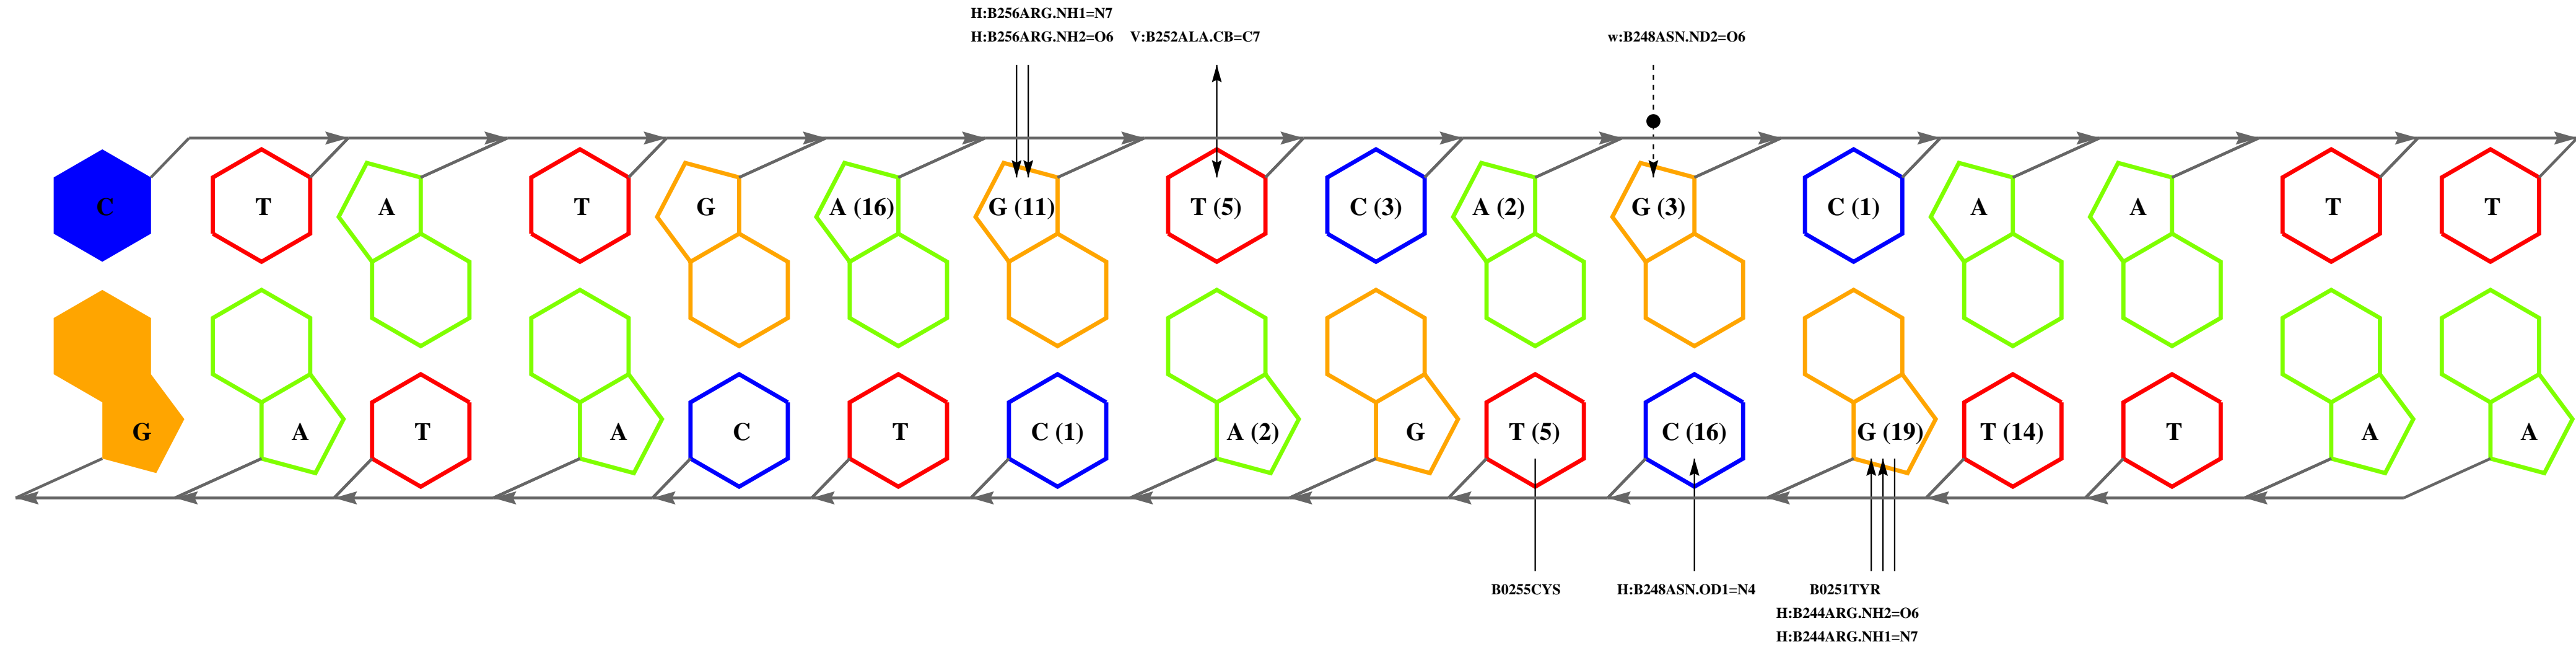 H:B256ARG.NH1=N7
H:B256ARG.NH2=O6 V:B252ALA.CB=C7 w:B248ASN.ND2=O6
C T A T G A (16) G (11) T (5) C (3) A (2) G (3) C (1) A A T T
G A T A C T C (1) A (2) G T (5) C (16) G (19) T (14) T A A
B0255CYS H:B248ASN.OD1=N4 B0251TYR
H:B244ARG.NH2=O6
H:B244ARG.NH1=N7